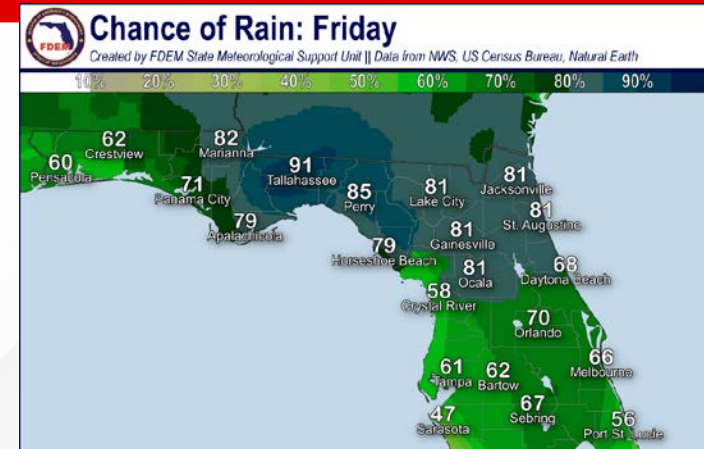 FDEM
Chance of Rain: Friday
Created by FDEM State Meteorological Support Unit || Data from NWS, US Census Bureau, Natural Earth
10% 20% 30% 40% 50% 60% 70% 80% 90%
62
Crestview
82
Marianna
60
Pensacola
91
Tallahassee
71
Panama City
85
Perry
81
Lake City
81
Jacksonville
79
Apalachicola
81
St. Augustine
81
Gainesville
79
Horseshoe Beach
81
Ocala
68
Daytona Beach
58
Crystal River
70
Orlando
61
Tampa
62
Bartow
66
Melbourne
47
Sarasota
67
Sebring
56
Port St. Lucie